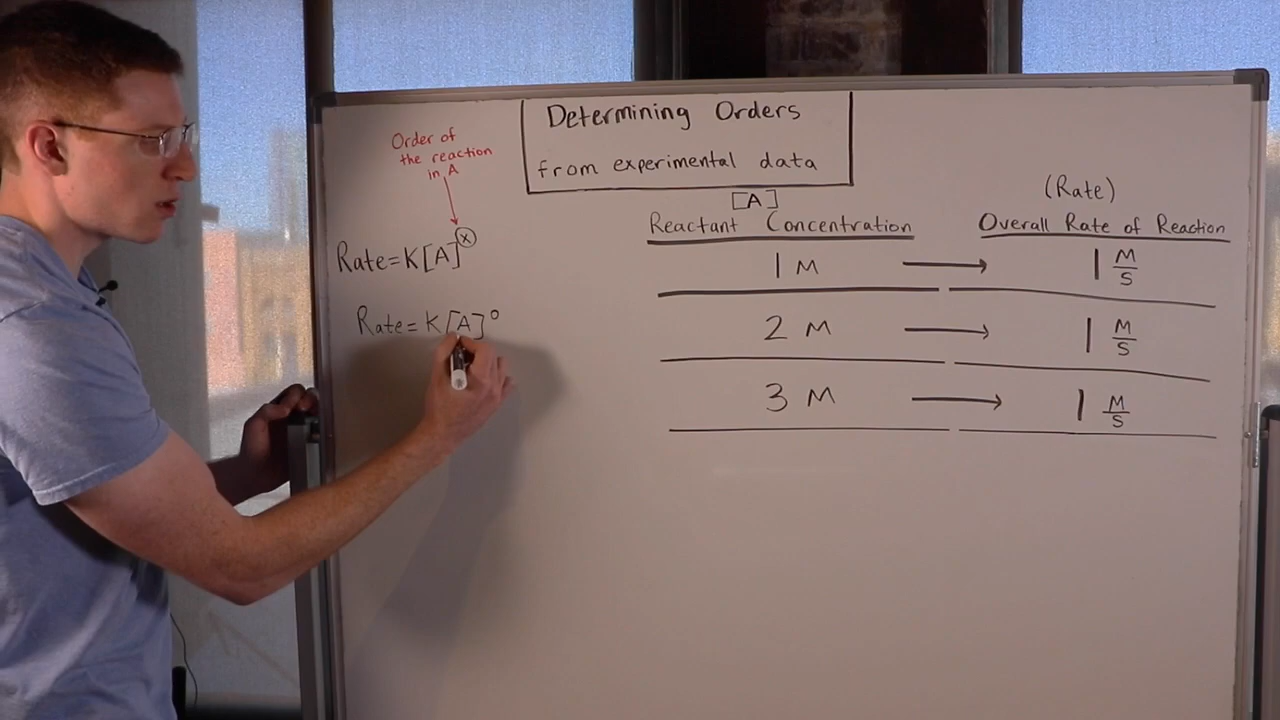 Determining Orders
from experimental data
Order of
the reaction
in A
Rate=K[A]ˣ
Rate=K[A]⁰
[A]
Reactant Concentration
(Rate)
Overall Rate of Reaction
1 M → 1 M/S
2 M → 1 M/S
3 M → 1 M/S